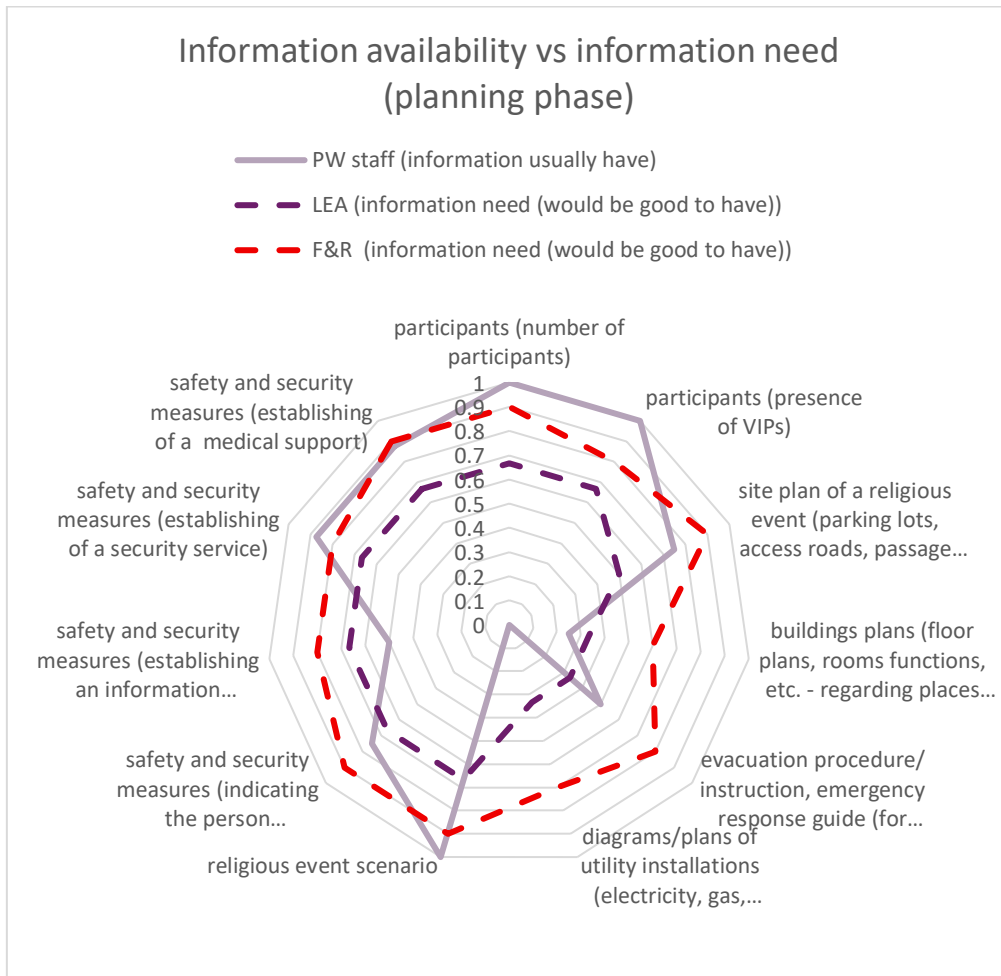 Information availability vs information need
(planning phase)
PW staff (information usually have)
LEA (information need (would be good to have))
F&R  (information need (would be good to have))
participants (number of
participants)
participants (presence
of VIPs)
site plan of a religious
event (parking lots,
access roads, passage...
buildings plans (floor
plans, rooms functions,
etc. - regarding places...
evacuation procedure/
instruction, emergency
response guide (for...
diagrams/plans of
utility installations
(electricity, gas,...
religious event scenario
safety and security
measures (indicating
the person...
safety and security
measures (establishing
an information...
safety and security
measures (establishing
of a security service)
safety and security
measures (establishing
of a  medical support)
1
0.9
0.8
0.7
0.6
0.5
0.4
0.3
0.2
0.1
0